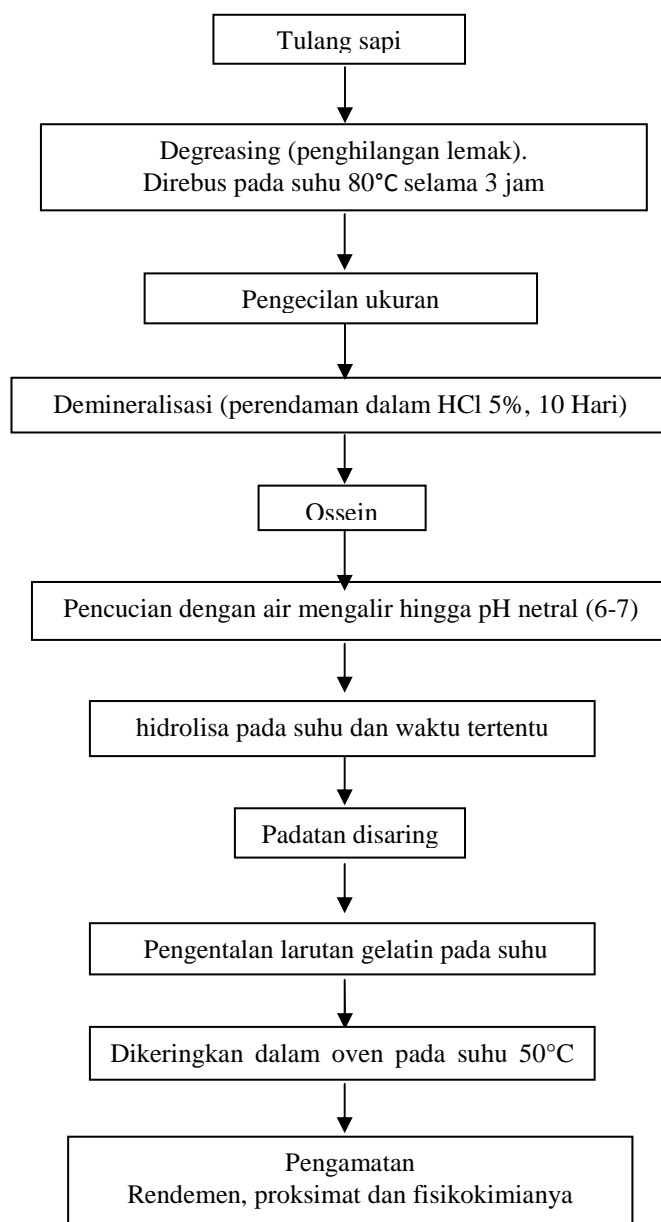 Tulang sapi
Degreasing (penghilangan lemak).
Direbus pada suhu 80°C selama 3 jam
Pengecilan ukuran
Demineralisasi (perendaman dalam HCl 5%, 10 Hari)
Ossein
Pencucian dengan air mengalir hingga pH netral (6-7)
hidrolisa pada suhu dan waktu tertentu
Padatan disaring
Pengentalan larutan gelatin pada suhu
Dikeringkan dalam oven pada suhu 50°C
Pengamatan
Rendemen, proksimat dan fisikokimianya